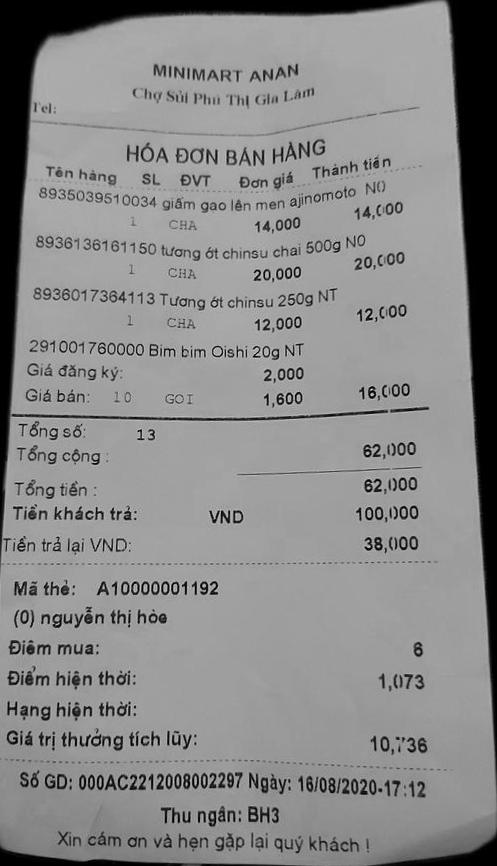 MINIMART ANAN
Chợ Sủi Phú Thị Gia Lâm
Tel:
HÓA ĐƠN BÁN HÀNG
Tên hàng SL ĐVT Đơn giá Thành tiền
8935039510034 giấm gạo lên men ajinomoto N0
1 CHA 14,000 14,000
8936136161150 tương ớt chinsu chai 500g N0
1 CHA 20,000 20,000
8936017364113 Tương ớt chinsu 250g NT
1 CHA 12,000 12,000
291001760000 Bim bim Oishi 20g NT
Giá đăng ký: 2,000
Giá bán: 10 GOI 1,600 16,000
Tổng số: 13
Tổng cộng : 62,000
Tổng tiền : 62,000
Tiền khách trả: VND 100,000
Tiền trả lại VND: 38,000
Mã thẻ: A10000001192
(0) nguyễn thị hòe
Điểm mua: 6
Điểm hiện thời: 1,073
Hạng hiện thời:
Giá trị thưởng tích lũy: 10,736
Số GD: 000AC2212008002297 Ngày: 16/08/2020-17:12
Thu ngân: BH3
Xin cám ơn và hẹn gặp lại quý khách !